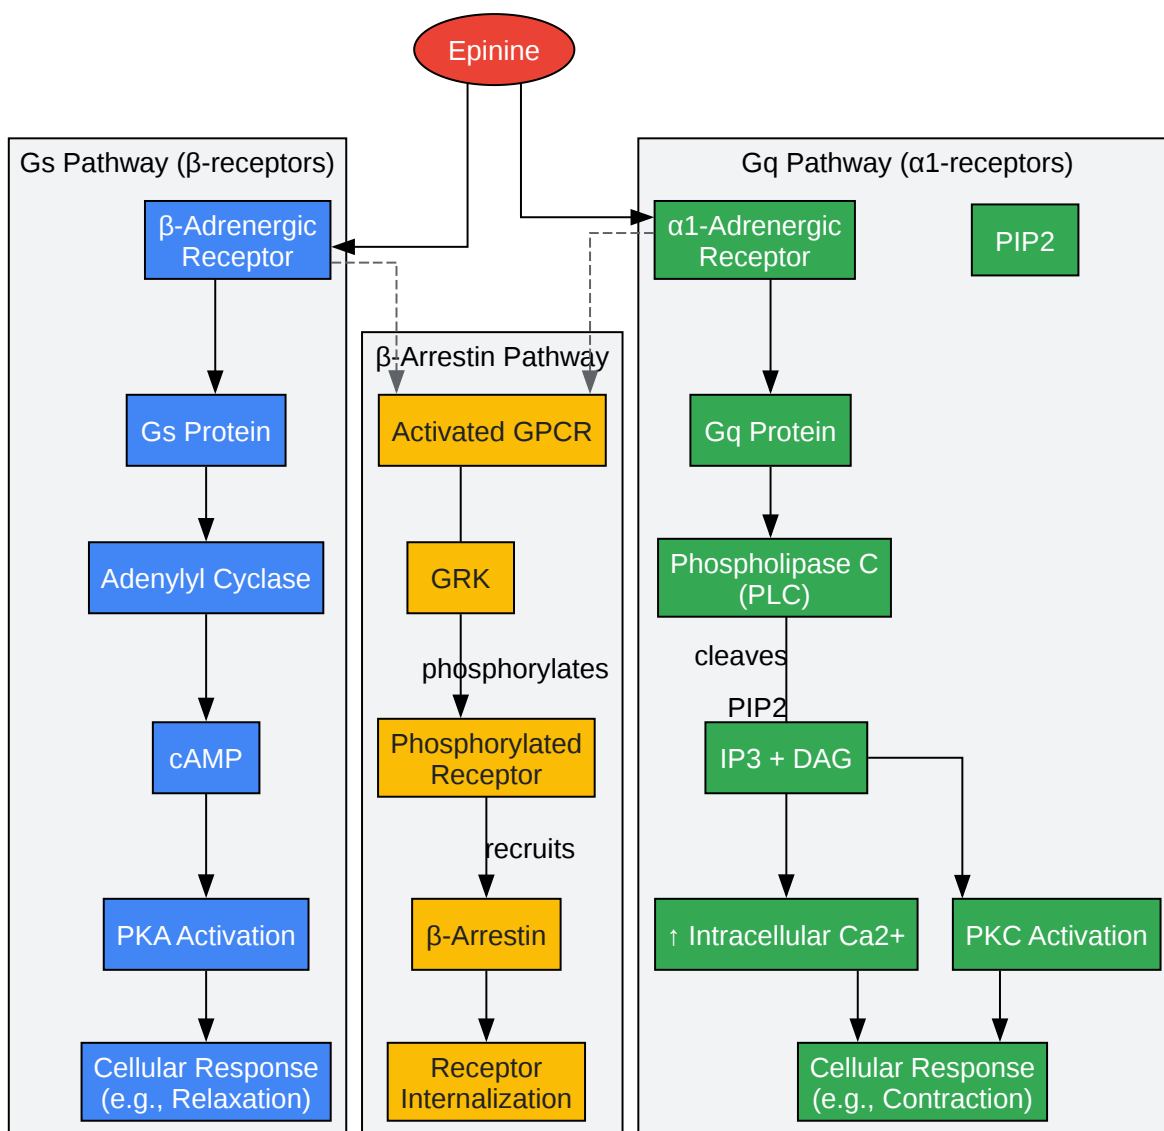 Epinine
Gs Pathway (β-receptors)
β-Adrenergic
Receptor
Gs Protein
Adenylyl Cyclase
cAMP
PKA Activation
Cellular Response
(e.g., Relaxation)
β-Arrestin Pathway
Activated GPCR
GRK
phosphorylates
Phosphorylated
Receptor
recruits
β-Arrestin
Receptor
Internalization
Gq Pathway (α1-receptors)
α1-Adrenergic
Receptor
PIP2
Gq Protein
Phospholipase C
(PLC)
cleaves
PIP2
IP3 + DAG
↑ Intracellular Ca2+
PKC Activation
Cellular Response
(e.g., Contraction)